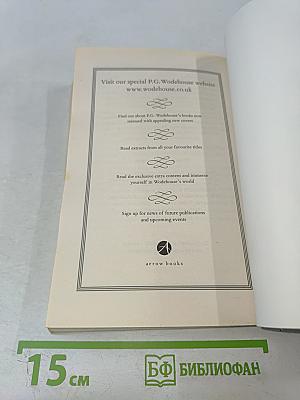 Visit our special P.G. Wodehouse website
www.wodehouse.co.uk
Find out about P.G. Wodehouse's books now
reissued with appealing new covers
Read extracts from all your favourite titles
Read the exclusive extra content and immerse
yourself in Wodehouse's world
Sign up for news of future publications
and upcoming events
A
arrow books
15 см
БФ БИБЛИОФАН